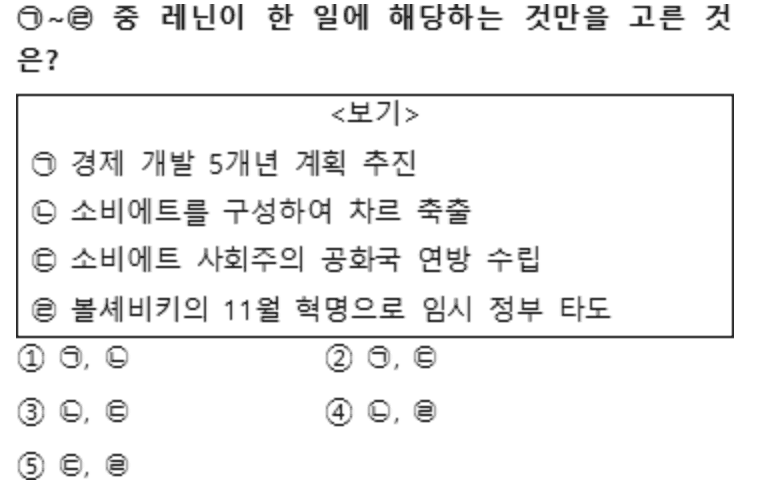 ㉠~㉣ 중 레닌이 한 일에 해당하는 것만을 고른 것
은?
<보기>
㉠ 경제 개발 5개년 계획 추진
㉡ 소비에트를 구성하여 차르 축출
㉢ 소비에트 사회주의 공화국 연방 수립
㉣ 볼셰비키의 11월 혁명으로 임시 정부 타도
① ㉠, ㉡ ② ㉠, ㉢
③ ㉡, ㉢ ④ ㉡, ㉣
⑤ ㉢, ㉣